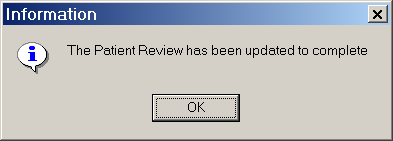 Information
The Patient Review has been updated to complete
OK